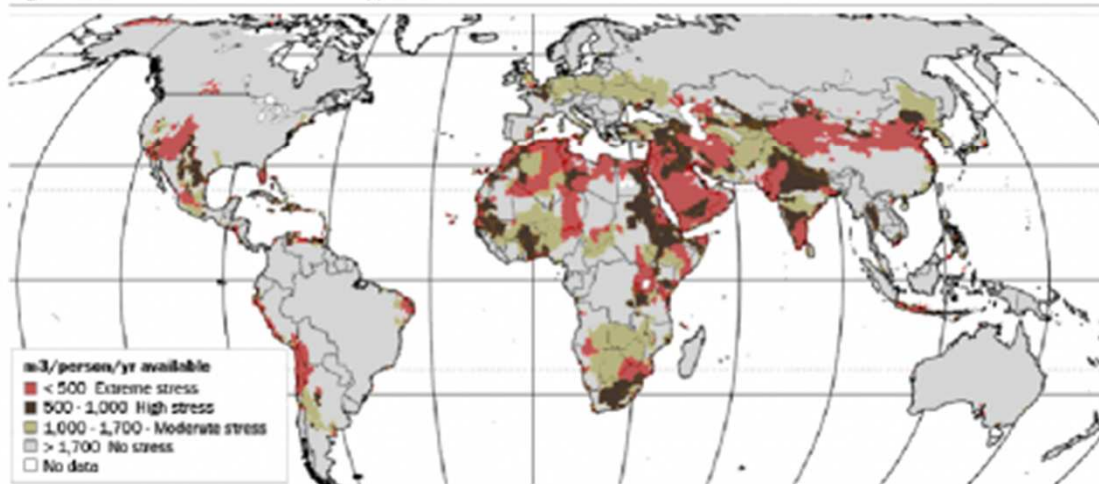 m3/person/yr available
< 500 Extreme stress
500 - 1,000 High stress
1,000 - 1,700 - Moderate stress
> 1,700 No stress
No data